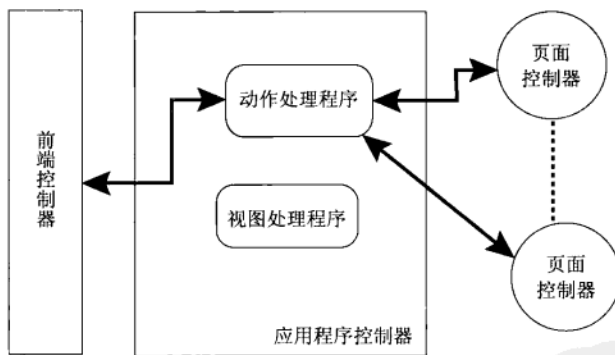 前端控制器
动作处理程序
视图处理程序
应用程序控制器
页面
控制器
页面
控制器